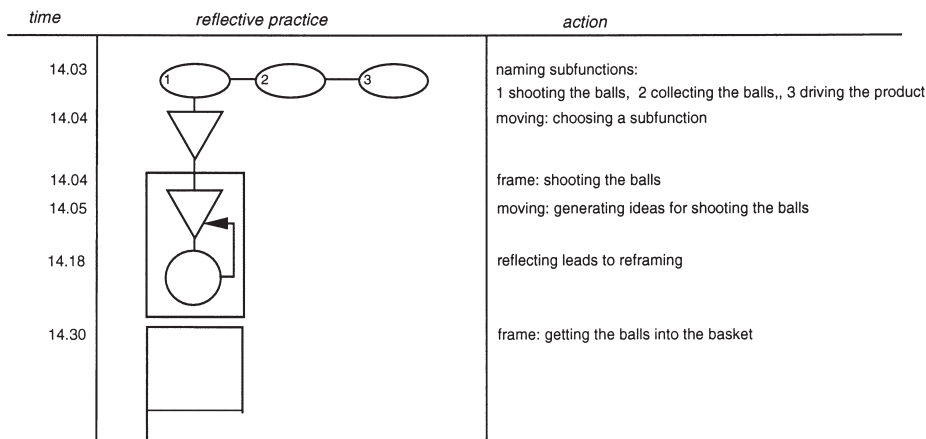 time reflective practice action
14.03 1 2 3 naming subfunctions:
1 shooting the balls, 2 collecting the balls,, 3 driving the product
14.04 moving: choosing a subfunction
14.04 frame: shooting the balls
14.05 moving: generating ideas for shooting the balls
14.18 reflecting leads to reframing
14.30 frame: getting the balls into the basket